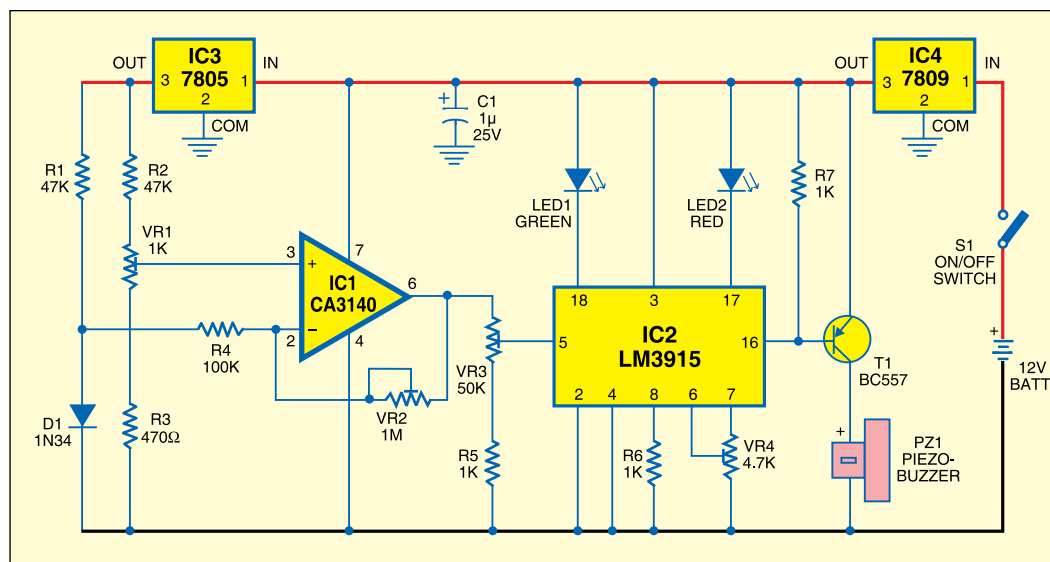 OUT
IC3
7805
IN
3
1
2
COM
OUT
IC4
7809
IN
3
1
2
COM
C1
1µ
25V
+
R1
47K
R2
47K
R7
1K
LED1
GREEN
LED2
RED
S1
ON/OFF
SWITCH
VR1
1K
3
7
+
IC1
CA3140
6
–
2
4
R4
100K
VR2
1M
VR3
50K
18
3
17
5
IC2
LM3915
16
2
4
8
6
7
T1
BC557
+
12V
BATT.
D1
1N34
R3
470Ω
R5
1K
R6
1K
VR4
4.7K
+
PZ1
PIEZO-
BUZZER